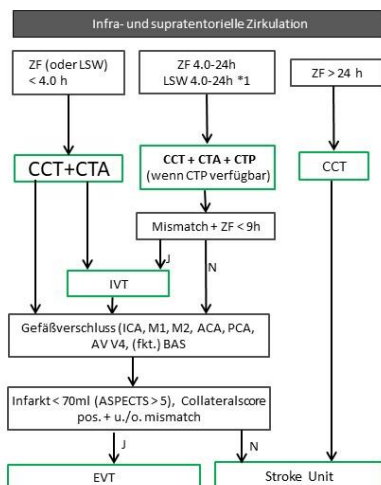 Infra- und supratentorielle Zirkulation
ZF (oder LSW)
< 4.0 h
ZF 4.0-24h
LSW 4.0-24h *1
ZF > 24 h
CCT+CTA
CCT + CTA + CTP
(wenn CTP verfügbar)
CCT
Mismatch + ZF < 9h
J
N
IVT
Gefäßverschluss (ICA, M1, M2, ACA, PCA,
AV V4, (fkt.) BAS
Infarkt < 70ml (ASPECTS > 5), Collateralscore
pos. + u./o. mismatch
J
N
EVT
Stroke Unit